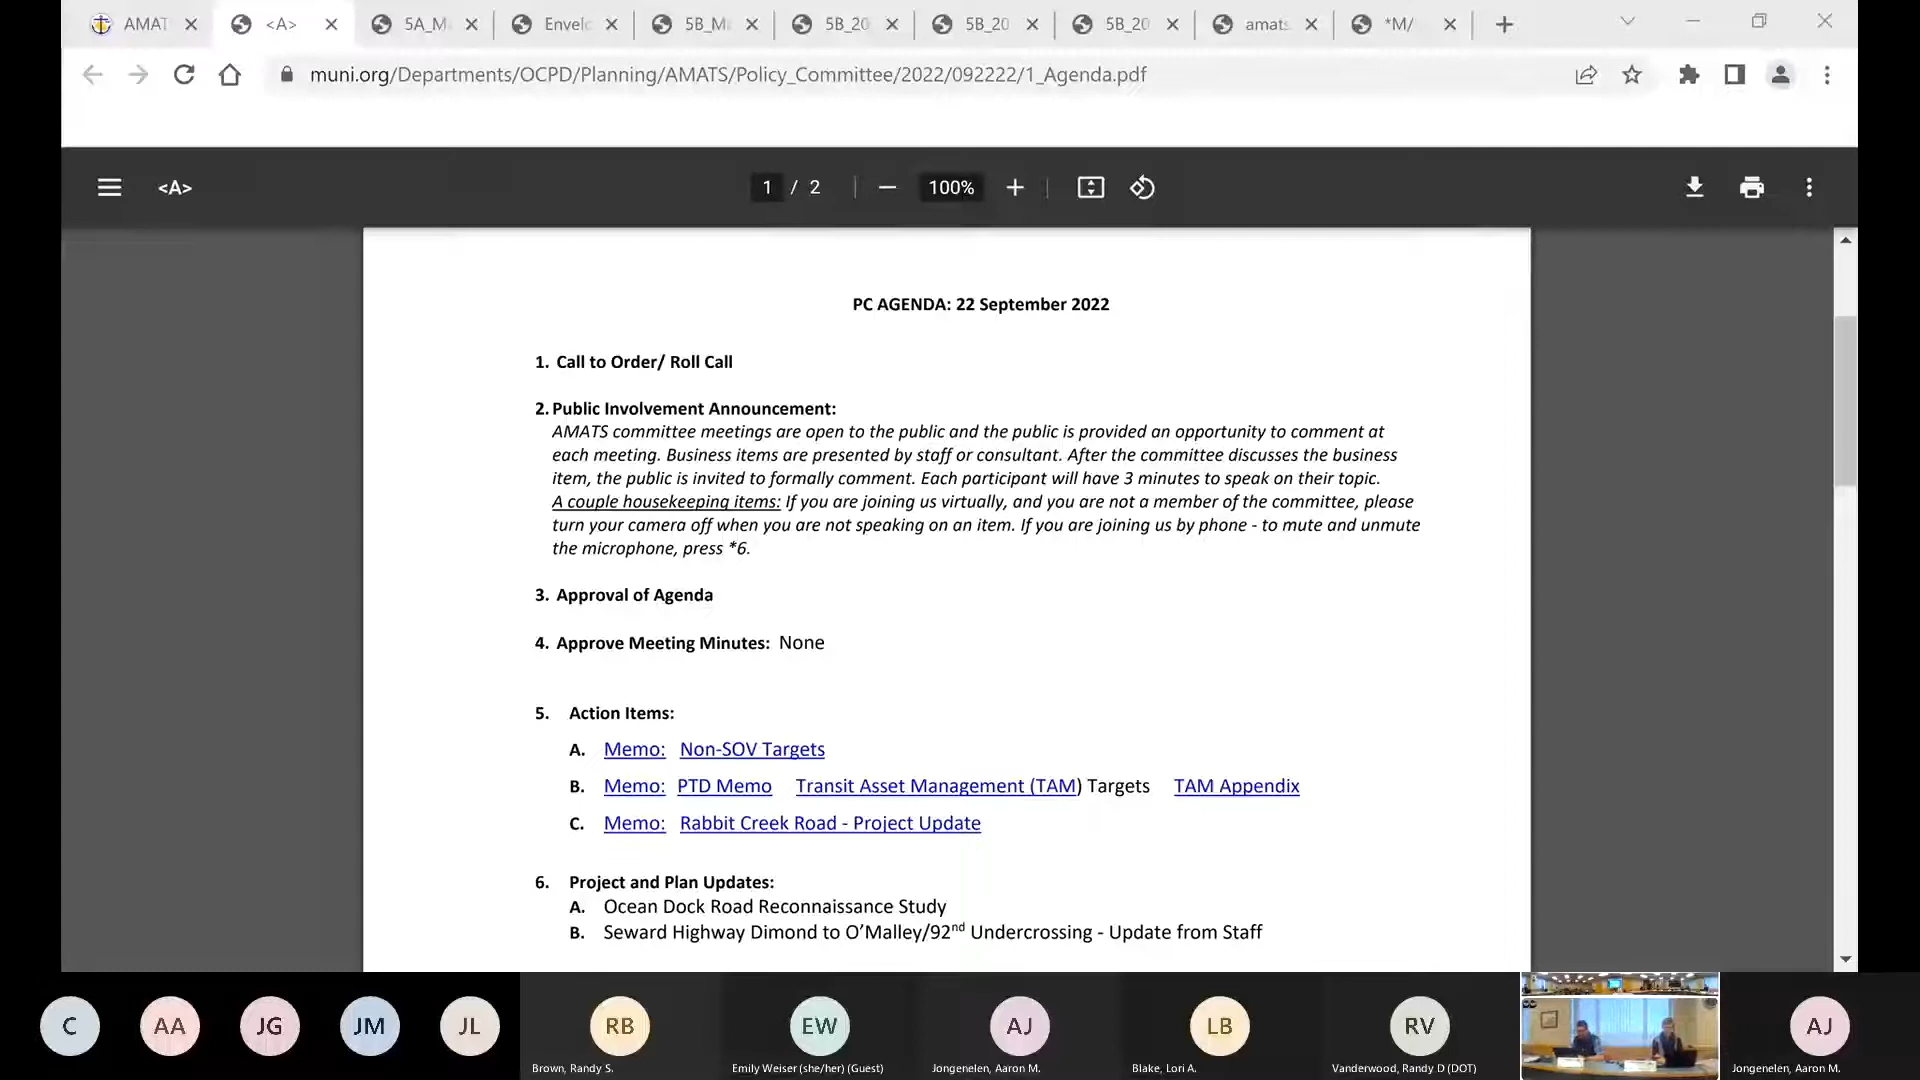 AMAT
<A>
5A_M
Envel
5B_M
5B_20
5B_20
5B_20
amats
*M/
muni.org/Departments/OCPD/Planning/AMATS/Policy_Committee/2022/092222/1_Agenda.pdf
<A>
1 / 2
100%
PC AGENDA: 22 September 2022
1. Call to Order/ Roll Call
2. Public Involvement Announcement:
AMATS committee meetings are open to the public and the public is provided an opportunity to comment at
each meeting. Business items are presented by staff or consultant. After the committee discusses the business
item, the public is invited to formally comment. Each participant will have 3 minutes to speak on their topic.
A couple housekeeping items: If you are joining us virtually, and you are not a member of the committee, please
turn your camera off when you are not speaking on an item. If you are joining us by phone - to mute and unmute
the microphone, press *6.
3. Approval of Agenda
4. Approve Meeting Minutes: None
5. Action Items:
A. Memo: Non-SOV Targets
B. Memo: PTD Memo Transit Asset Management (TAM) Targets TAM Appendix
C. Memo: Rabbit Creek Road - Project Update
6. Project and Plan Updates:
A. Ocean Dock Road Reconnaissance Study
B. Seward Highway Dimond to O’Malley/92nd Undercrossing - Update from Staff
C
AA
JG
JM
JL
RB
EW
AJ
LB
RV
AJ
Brown, Randy S.
Emily Weiser (she/her) (Guest)
Jongenelen, Aaron M.
Blake, Lori A.
Vanderwood, Randy D (DOT)
Jongenelen, Aaron M.